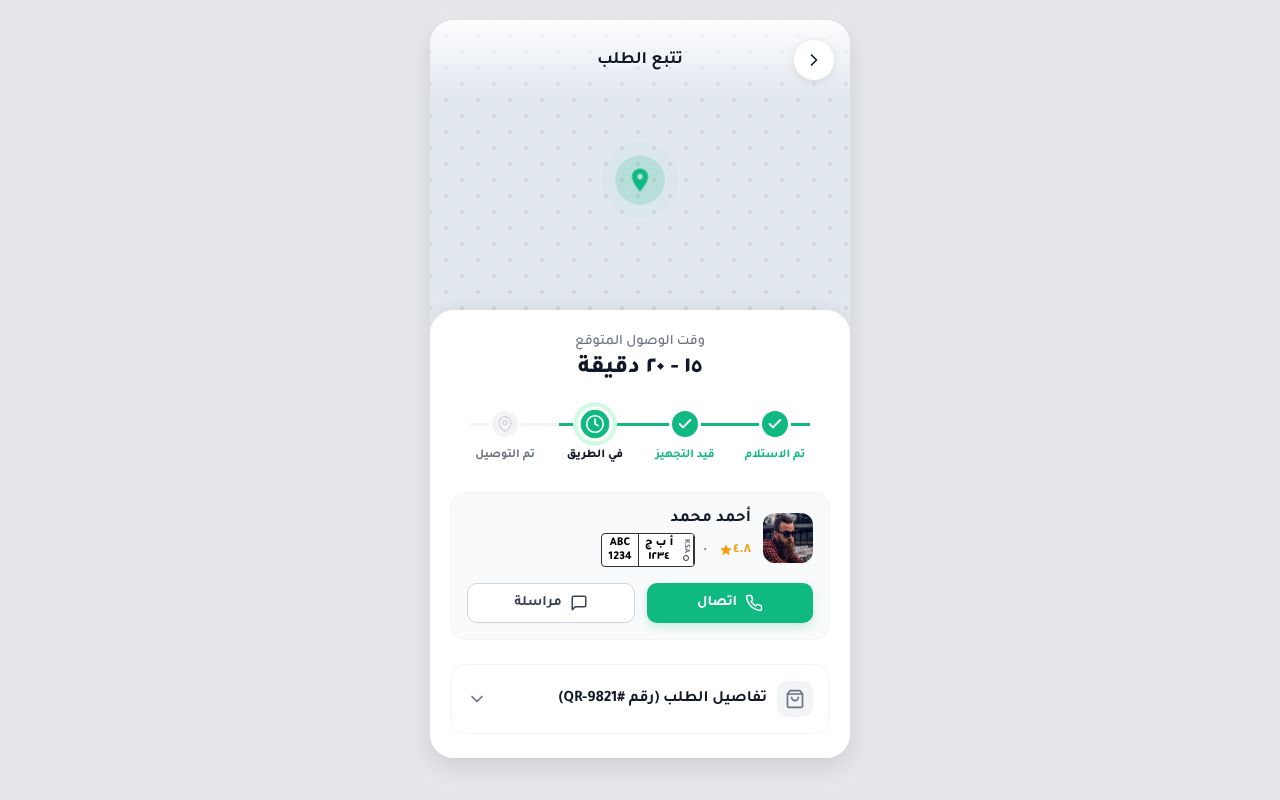 تتبع الطلب
وقت الوصول المتوقع
١٥ - ٢٠ دقيقة
تم الاستلام
قيد التجهيز
في الطريق
تم التوصيل
أحمد محمد
٤.٨
·
KSA
أ ب ج
١٢٣٤
ABC
1234
اتصال
مراسلة
تفاصيل الطلب (رقم #QR-9821)